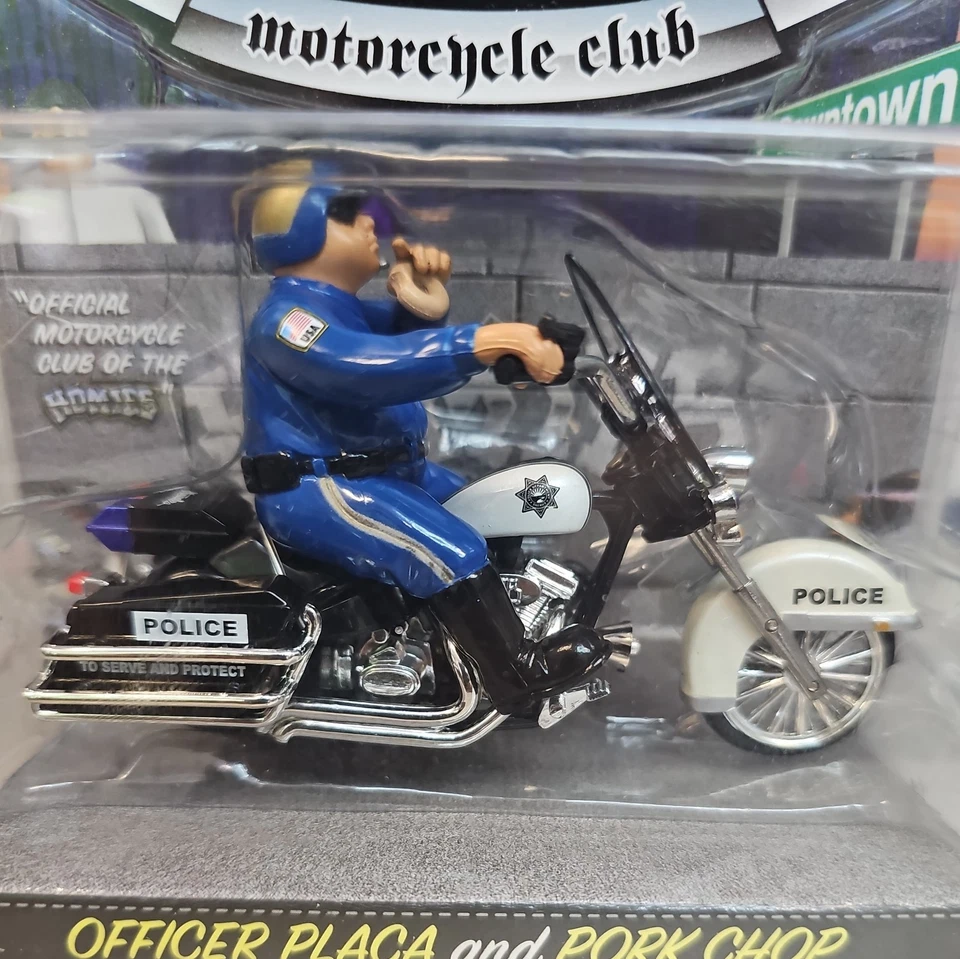 motorcycle club
Downtown
"OFFICIAL
MOTORCYCLE
CLUB OF THE
HOMIES"
USA
POLICE
POLICE
TO SERVE AND PROTECT
OFFICER PLACA and PORK CHOP